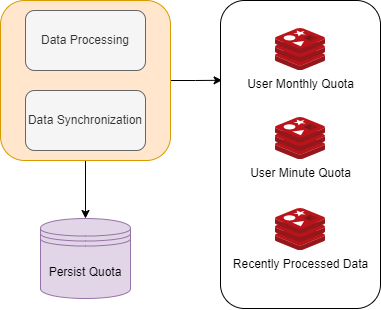 Data Processing
Data Synchronization
Persist Quota
User Monthly Quota
User Minute Quota
Recently Processed Data